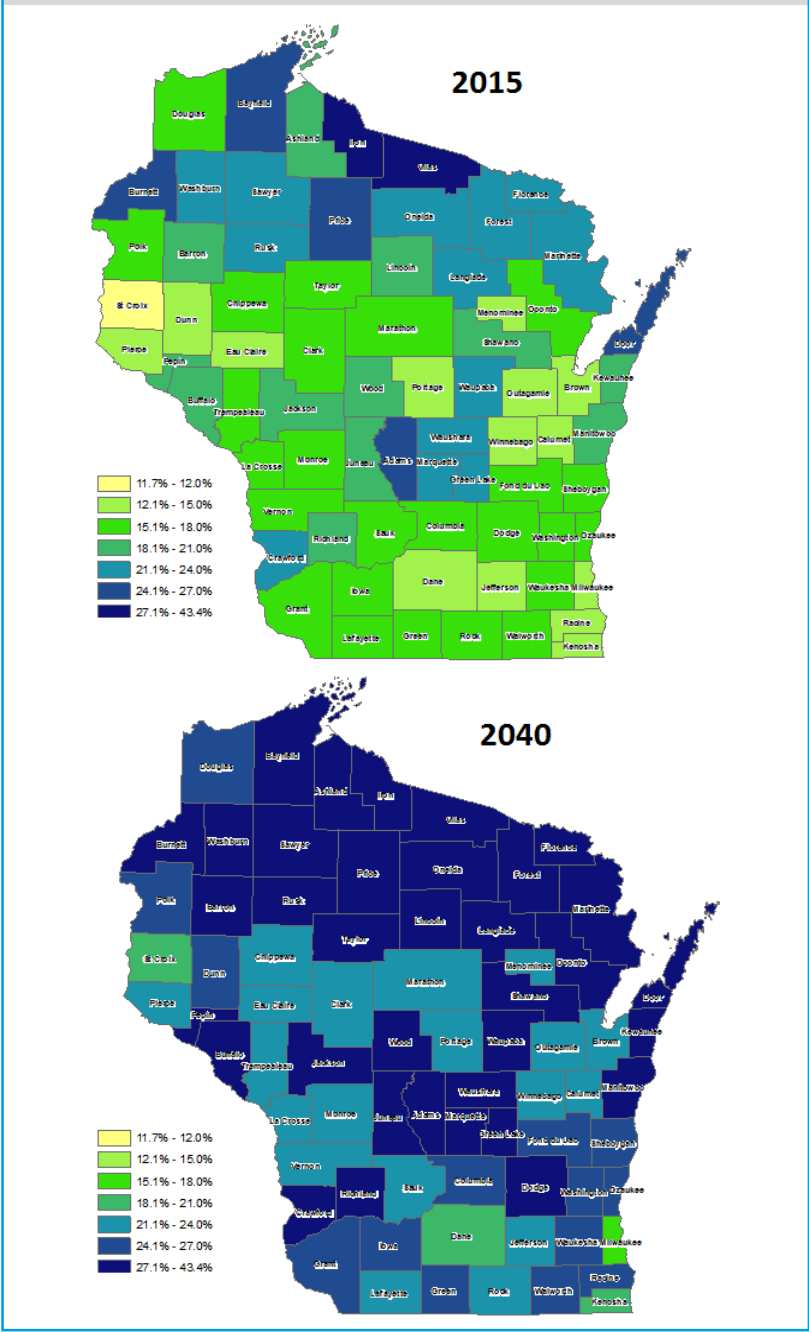 2015
Douglas
Bayfield
Ashland
Iron
Vilas
Burnett
Washburn
Sawyer
Price
Oneida
Florence
Forest
Marinette
Polk
Barron
Rusk
Lincoln
Langlade
Taylor
St Croix
Chippewa
Dunn
Marathon
Menominee
Oconto
Pierce
Pepin
Eau Claire
Clark
Shawano
Door
Buffalo
Trempealeau
Jackson
Wood
Portage
Waupaca
Outagamie
Brown
Kewaunee
La Crosse
Monroe
Juneau
Adams
Waushara
Marquette
Green Lake
Winnebago
Calumet
Manitowoc
Fond du Lac
Sheboygan
Vernon
Crawford
Richland
Sauk
Columbia
Dodge
Washington
Ozaukee
Grant
Iowa
Dane
Jefferson
Waukesha
Milwaukee
Lafayette
Green
Rock
Walworth
Racine
Kenosha
11.7% - 12.0%
12.1% - 15.0%
15.1% - 18.0%
18.1% - 21.0%
21.1% - 24.0%
24.1% - 27.0%
27.1% - 43.4%
2040
Douglas
Bayfield
Ashland
Iron
Vilas
Burnett
Washburn
Sawyer
Price
Oneida
Florence
Forest
Marinette
Polk
Barron
Rusk
Lincoln
Langlade
Taylor
St Croix
Chippewa
Dunn
Marathon
Menominee
Oconto
Pierce
Pepin
Eau Claire
Clark
Shawano
Door
Buffalo
Trempealeau
Jackson
Wood
Portage
Waupaca
Outagamie
Brown
Kewaunee
La Crosse
Monroe
Juneau
Adams
Waushara
Marquette
Green Lake
Winnebago
Calumet
Manitowoc
Fond du Lac
Sheboygan
Vernon
Crawford
Richland
Sauk
Columbia
Dodge
Washington
Ozaukee
Grant
Iowa
Dane
Jefferson
Waukesha
Milwaukee
Lafayette
Green
Rock
Walworth
Racine
Kenosha
11.7% - 12.0%
12.1% - 15.0%
15.1% - 18.0%
18.1% - 21.0%
21.1% - 24.0%
24.1% - 27.0%
27.1% - 43.4%